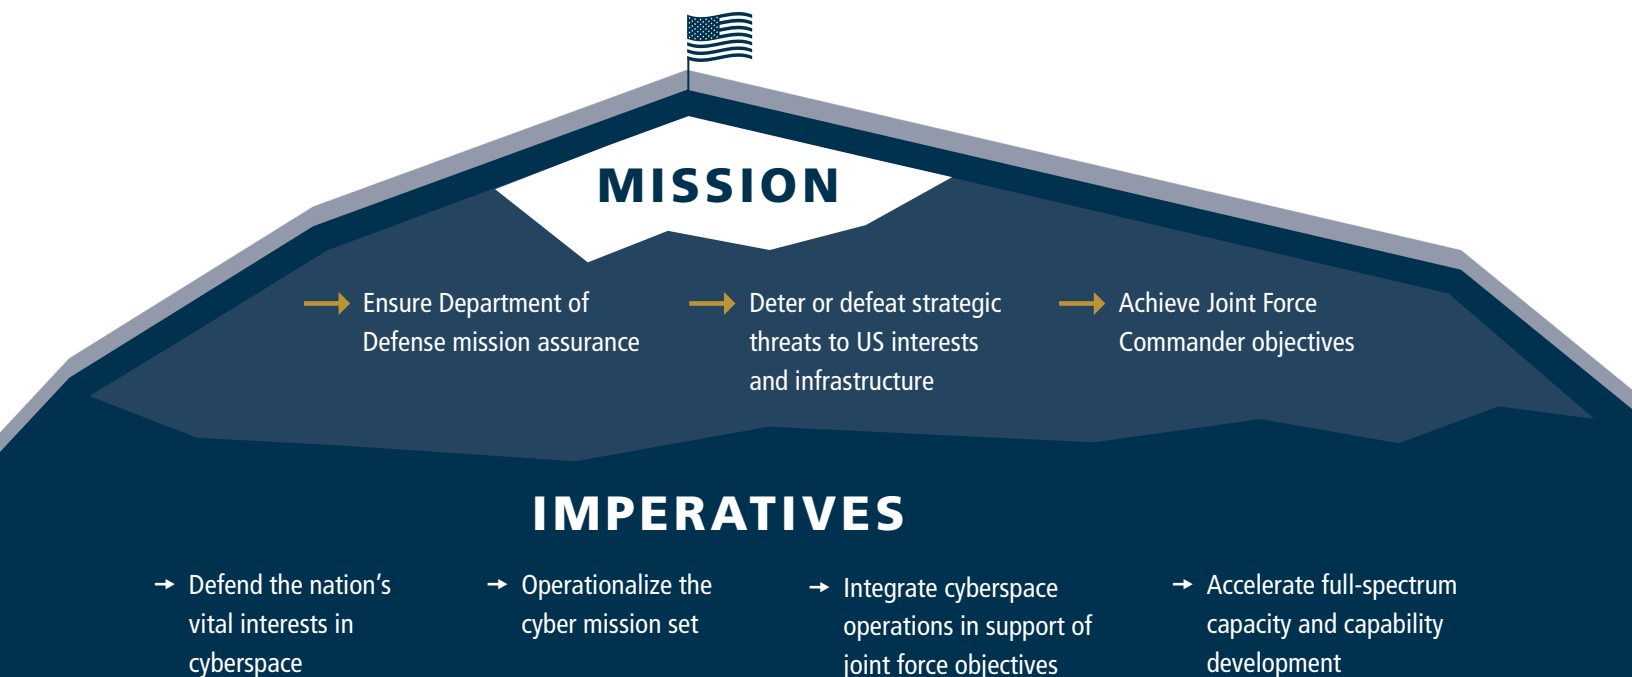 MISSION
Ensure Department of
Defense mission assurance
Deter or defeat strategic
threats to US interests
and infrastructure
Achieve Joint Force
Commander objectives
IMPERATIVES
Defend the nation’s
vital interests in
cyberspace
Operationalize the
cyber mission set
Integrate cyberspace
operations in support of
joint force objectives
Accelerate full-spectrum
capacity and capability
development